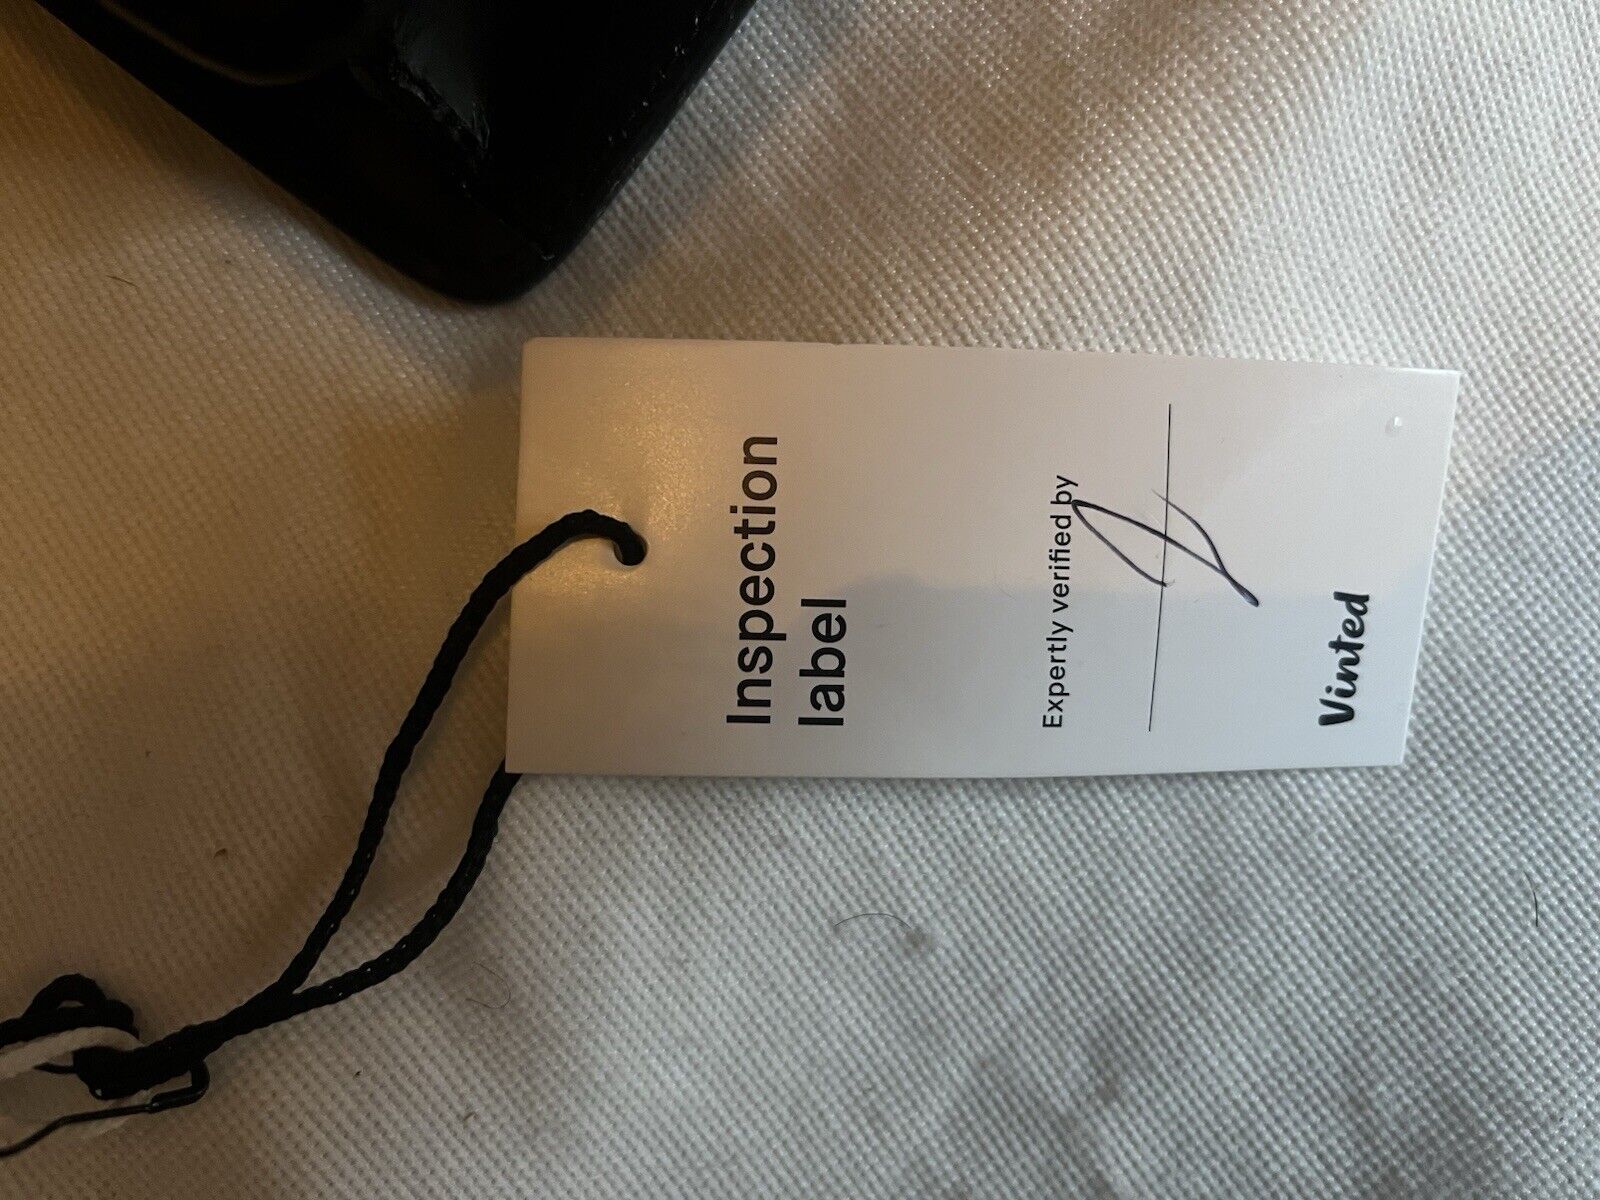 Inspection
label
Expertly verified by
Vinted